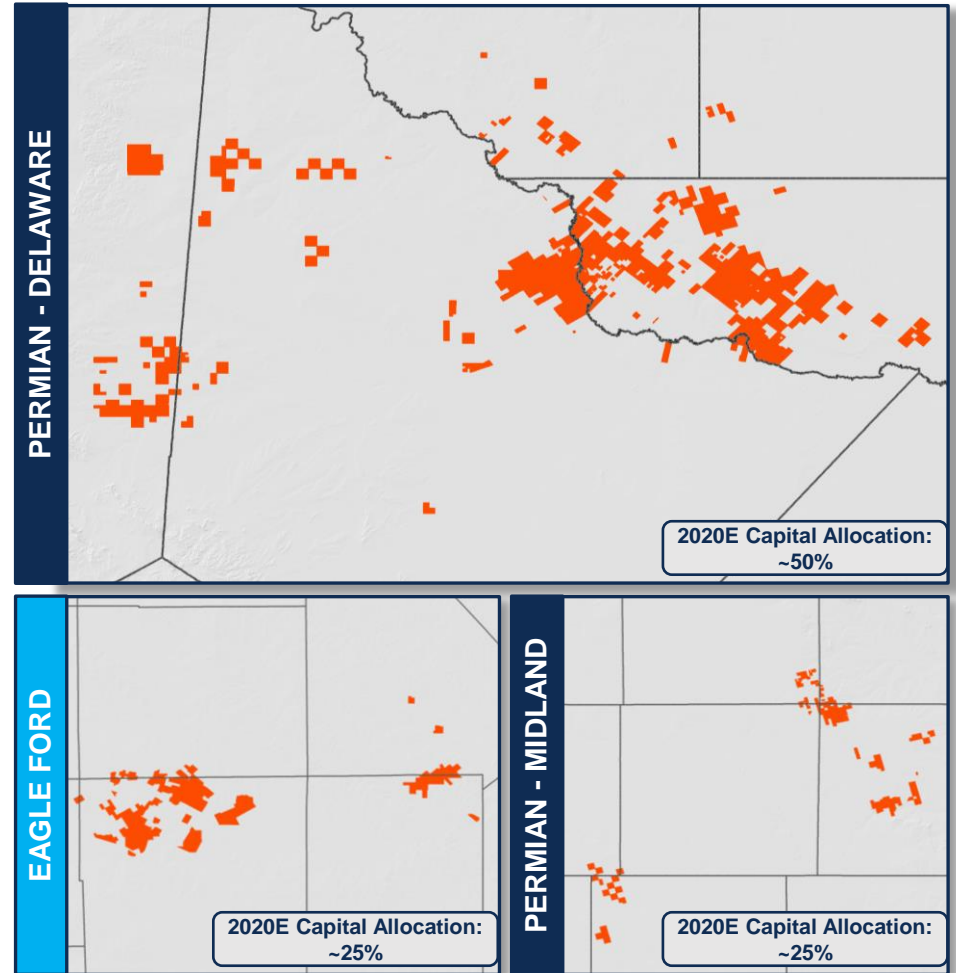 PERMIAN - DELAWARE
2020E Capital Allocation:
~50%
EAGLE FORD
2020E Capital Allocation:
~25%
PERMIAN - MIDLAND
2020E Capital Allocation:
~25%